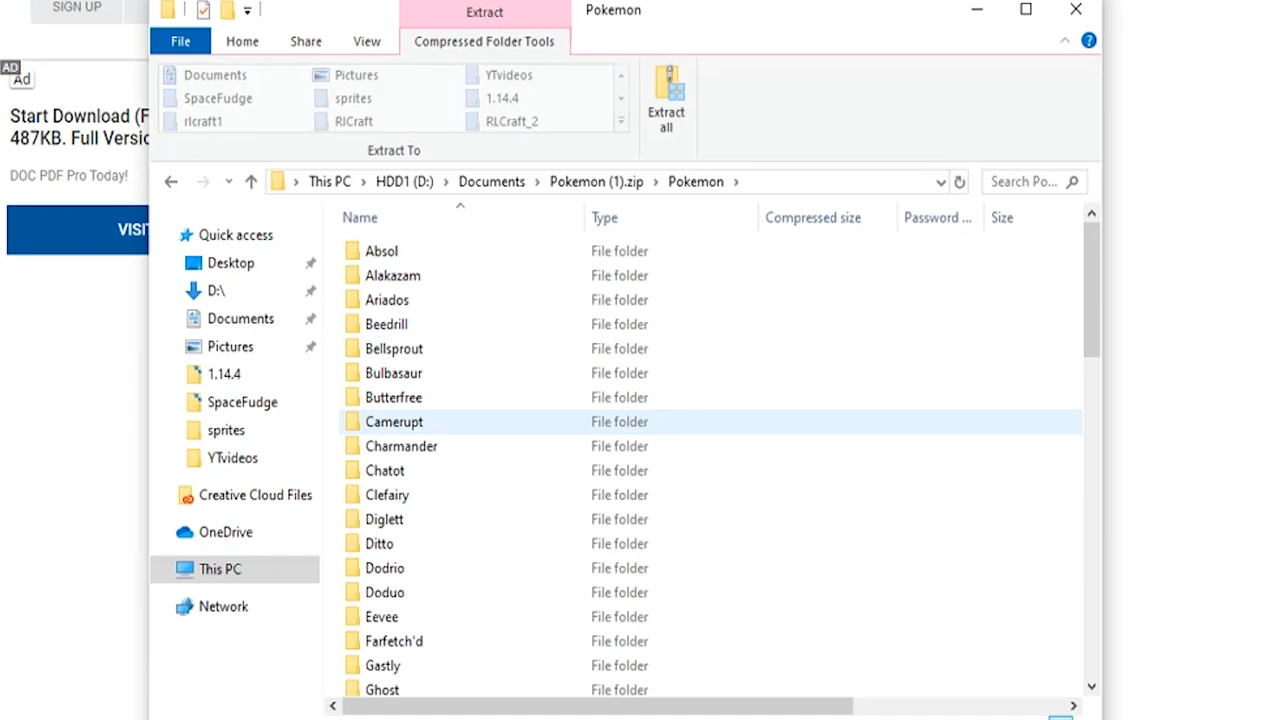 SIGN UP
Extract
Pokemon
File
Home
Share
View
Compressed Folder Tools
AD
Ad
Documents
Pictures
YTvideos
SpaceFudge
sprites
1.14.4
rlcraft1
RlCraft
RLCraft_2
Extract
all
Extract To
Start Download (F
487KB. Full Versio
DOC PDF Pro Today!
VISI
This PC > HDD1 (D:) > Documents > Pokemon (1).zip > Pokemon >
Search Po...
Name
Type
Compressed size
Password ...
Size
Quick access
Desktop
D:\
Documents
Pictures
1.14.4
SpaceFudge
sprites
YTvideos
Creative Cloud Files
OneDrive
This PC
Network
Absol File folder
Alakazam File folder
Ariados File folder
Beedrill File folder
Bellsprout File folder
Bulbasaur File folder
Butterfree File folder
Camerupt File folder
Charmander File folder
Chatot File folder
Clefairy File folder
Diglett File folder
Ditto File folder
Dodrio File folder
Doduo File folder
Eevee File folder
Farfetch'd File folder
Gastly File folder
Ghost File folder